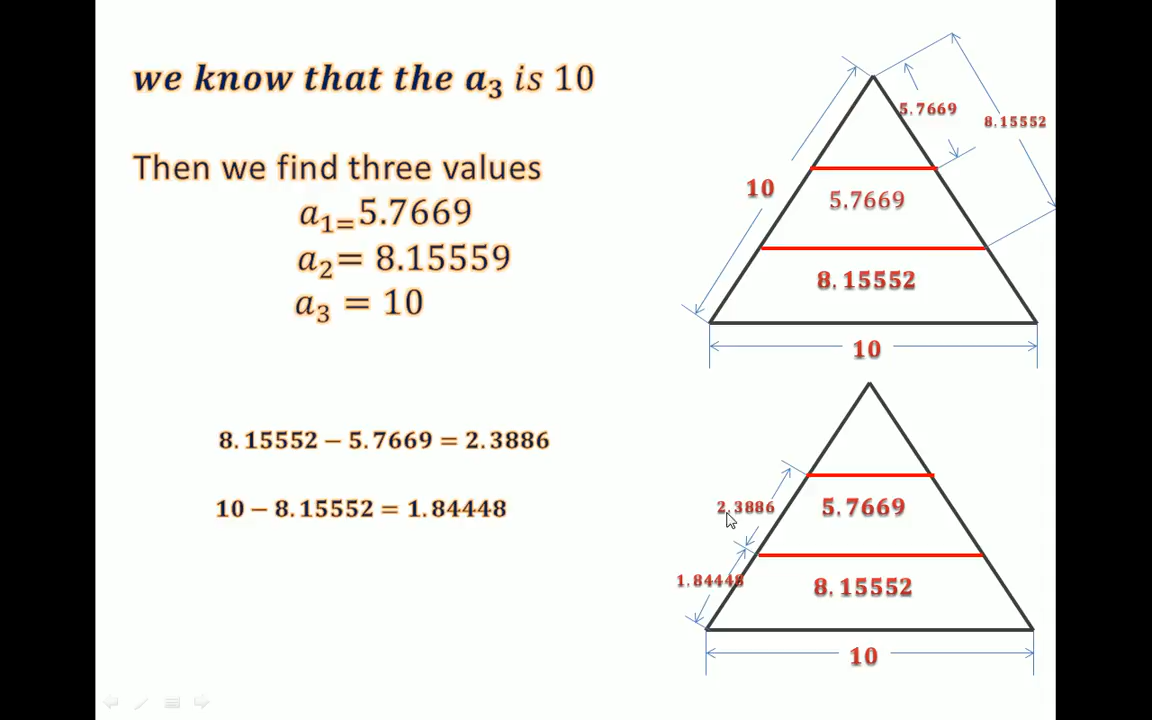 we know that the a₃ is 10
Then we find three values
a₁₌5.7669
a₂= 8.15559
a₃ = 10
8.15552 − 5.7669 = 2.3886
10 − 8.15552 = 1.84448
5.7669
8.15552
10
5.7669
8.15552
10
2.3886
5.7669
1.84448
8.15552
10